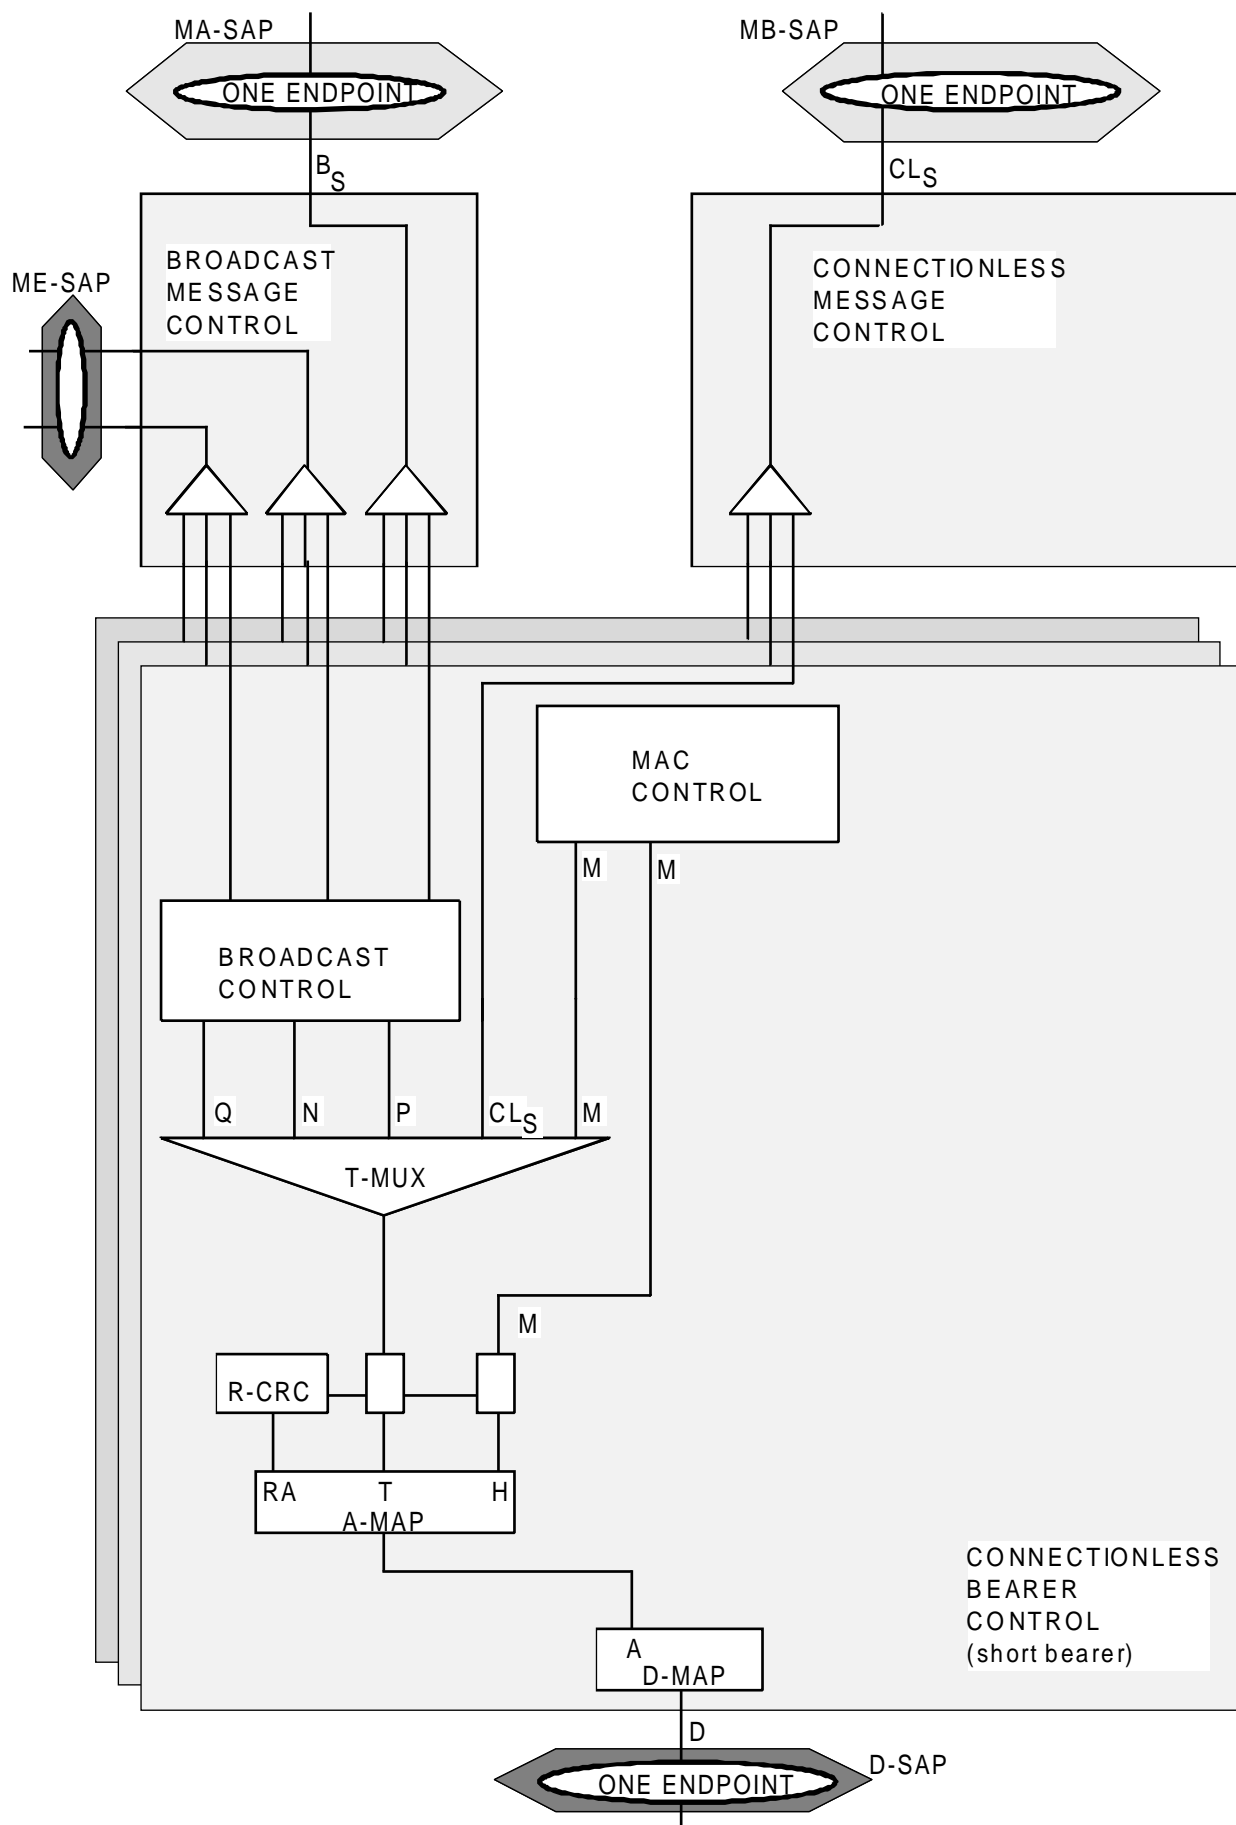 MA-SAP
MB-SAP
ONE ENDPOINT
ONE ENDPOINT
BS
CLS
BROADCAST
MESSAGE
CONTROL
CONNECTIONLESS
MESSAGE
CONTROL
ME-SAP
MAC
CONTROL
M
M
BROADCAST
CONTROL
Q
N
P
CLS
M
T-MUX
M
R-CRC
RA
T
H
A-MAP
CONNECTIONLESS
BEARER
CONTROL
(short bearer)
A
D-MAP
D
D-SAP
ONE ENDPOINT